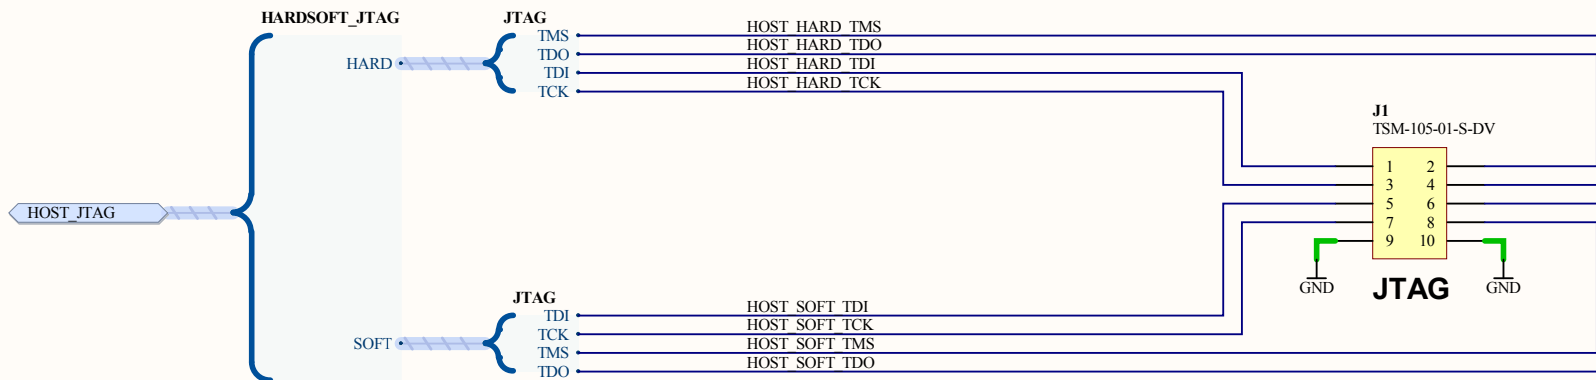 HARDSOFT_JTAG
JTAG
TMS
HOST_HARD_TMS
TDO
HOST_HARD_TDO
HARD
TDI
HOST_HARD_TDI
TCK
HOST_HARD_TCK
J1
TSM-105-01-S-DV
1 2
3 4
HOST_JTAG
5 6
7 8
9 10
GND
JTAG
GND
JTAG
TDI
HOST_SOFT_TDI
TCK
HOST_SOFT_TCK
SOFT
TMS
HOST_SOFT_TMS
TDO
HOST_SOFT_TDO